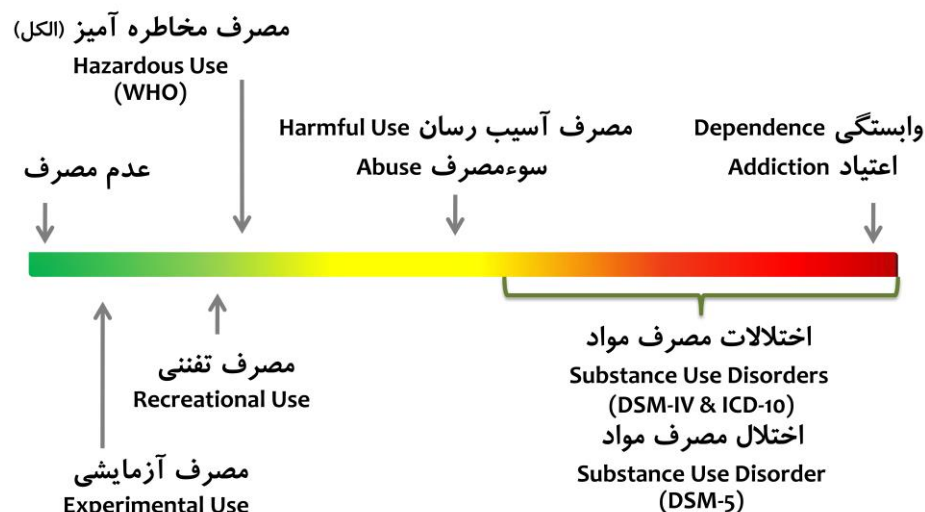 مصرف مخاطره آمیز (الکل)
Hazardous Use
(WHO)
مصرف آسیب رسان Harmful Use
سوءمصرف Abuse
وابستگی Dependence
اعتیاد Addiction
عدم مصرف
مصرف تفننی
Recreational Use
مصرف آزمایشی
Experimental Use
اختلالات مصرف مواد
Substance Use Disorders
(DSM-IV & ICD-10)
اختلال مصرف مواد
Substance Use Disorder
(DSM-5)